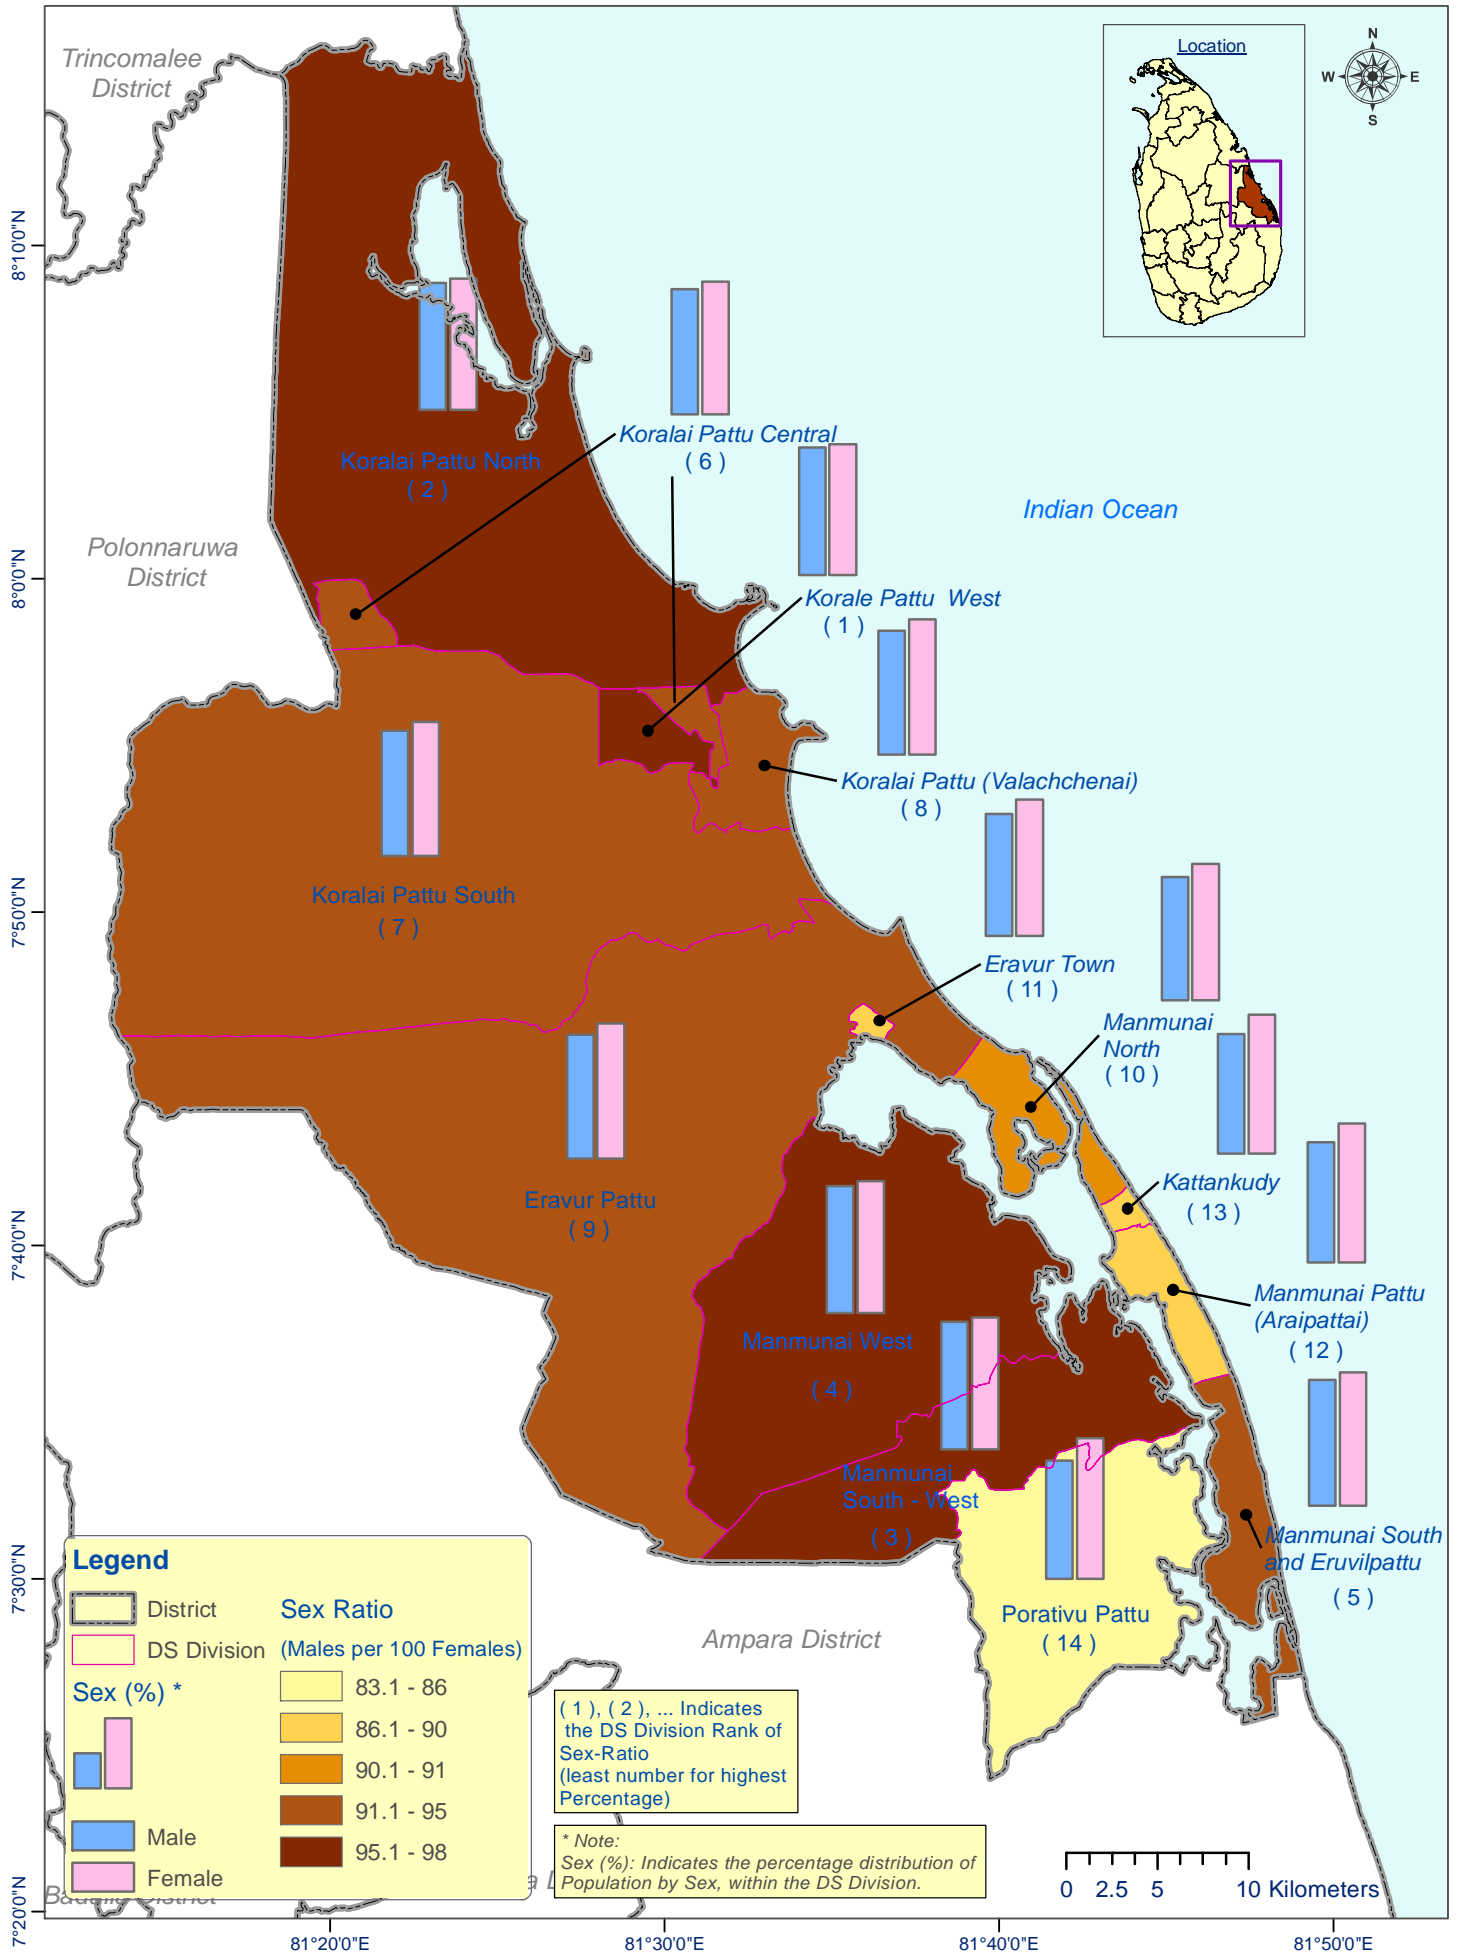 Trincomalee
District
Location
N
W
E
S
8°10'0"N
Koralai Pattu Central
( 6 )
Koralai Pattu North
( 2 )
Indian Ocean
Polonnaruwa
District
8°0'0"N
Korale Pattu  West
( 1 )
Koralai Pattu (Valachchenai)
( 8 )
Koralai Pattu South
( 7 )
7°50'0"N
Eravur Town
( 11 )
Manmunai
North
( 10 )
Eravur Pattu
( 9 )
Kattankudy
( 13 )
7°40'0"N
Manmunai Pattu
(Araipattai)
( 12 )
Manmunai West
( 4 )
Manmunai
South - West
( 3 )
Manmunai South
and Eruvilpattu
( 5 )
7°30'0"N
Porativu Pattu
( 14 )
Ampara District
Legend
District
DS Division
Sex (%) *
Male
Female
Sex Ratio
(Males per 100 Females)
83.1 - 86
86.1 - 90
90.1 - 91
91.1 - 95
95.1 - 98
( 1 ), ( 2 ), ... Indicates
the DS Division Rank of
Sex-Ratio
(least number for highest
Percentage)
* Note:
Sex (%): Indicates the percentage distribution of
Population by Sex, within the DS Division.
0 2.5 5 10 Kilometers
7°20'0"N
81°20'0"E
81°30'0"E
81°40'0"E
81°50'0"E